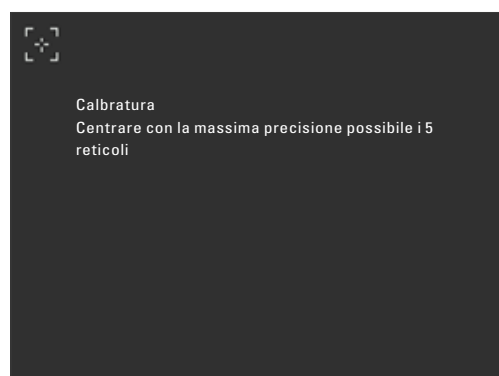 Calbratura
Centrare con la massima precisione possibile i 5
reticoli